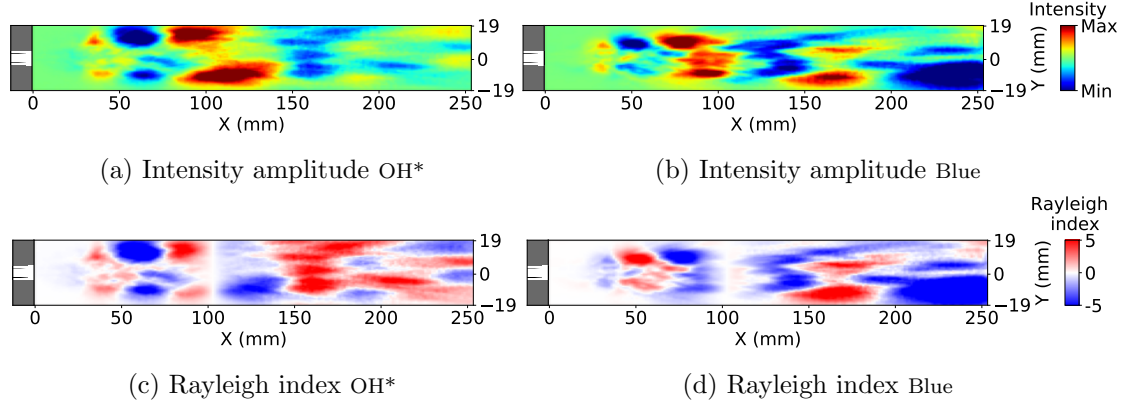 Intensity
Max
Min
19
0
−19
Y (mm)
0 50 100 150 200 250
X (mm)
19
0
−19
Y (mm)
0 50 100 150 200 250
X (mm)
(a) Intensity amplitude OH*
(b) Intensity amplitude Blue
Rayleigh
index
5
0
-5
19
0
−19
0 50 100 150 200 250
X (mm)
19
0
−19
Y (mm)
0 50 100 150 200 250
X (mm)
(c) Rayleigh index OH*
(d) Rayleigh index Blue